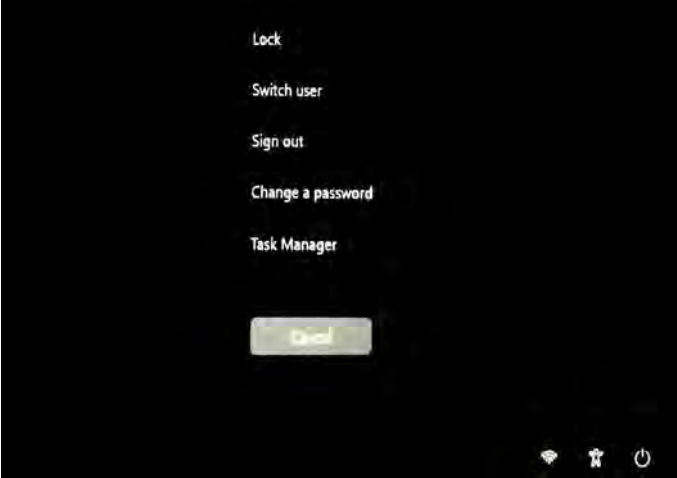 Lock
Switch user
Sign out
Change a password
Task Manager